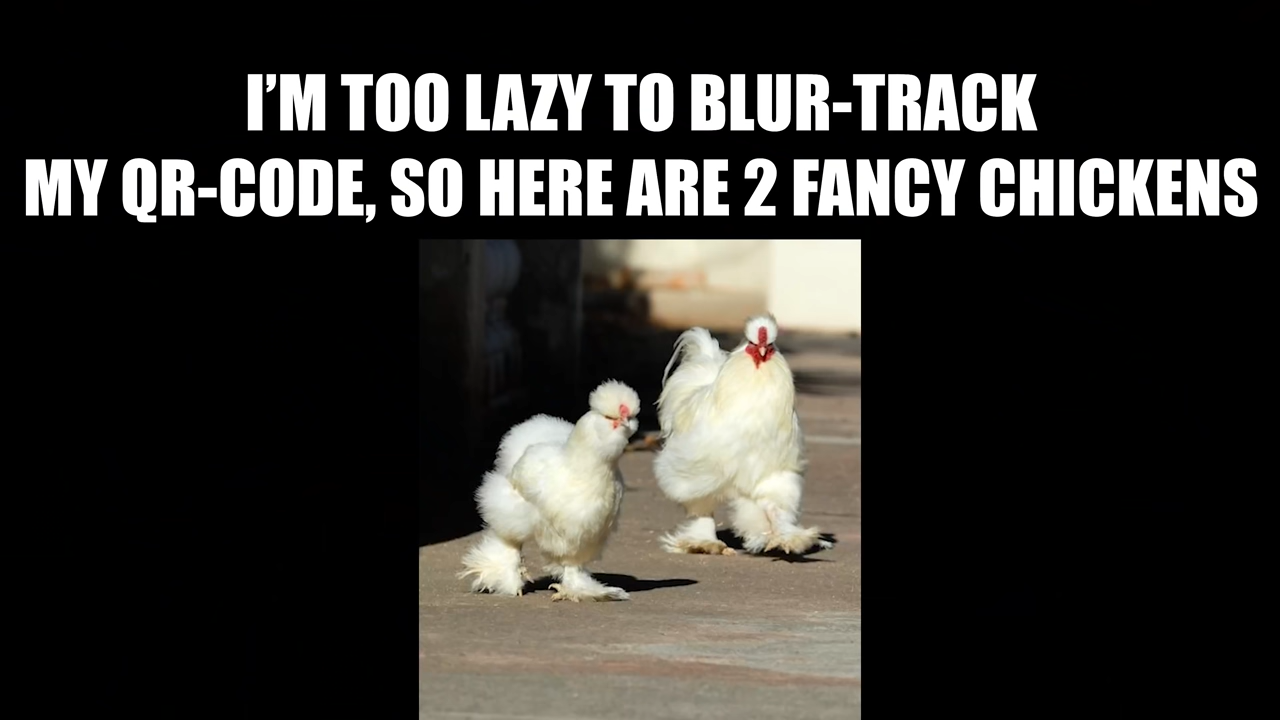 I’M TOO LAZY TO BLUR-TRACK
MY QR-CODE, SO HERE ARE 2 FANCY CHICKENS